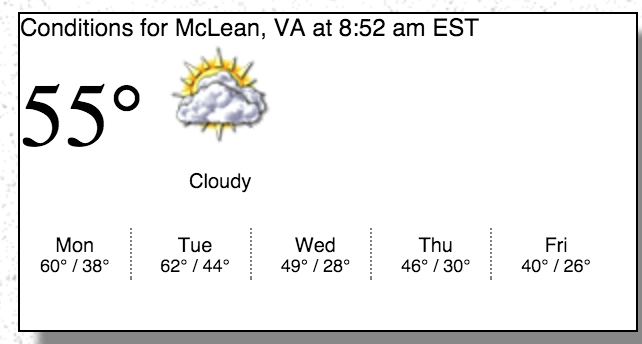 Conditions for McLean, VA at 8:52 am EST
55°
Cloudy
Mon Tue Wed Thu Fri
60° / 38° 62° / 44° 49° / 28° 46° / 30° 40° / 26°